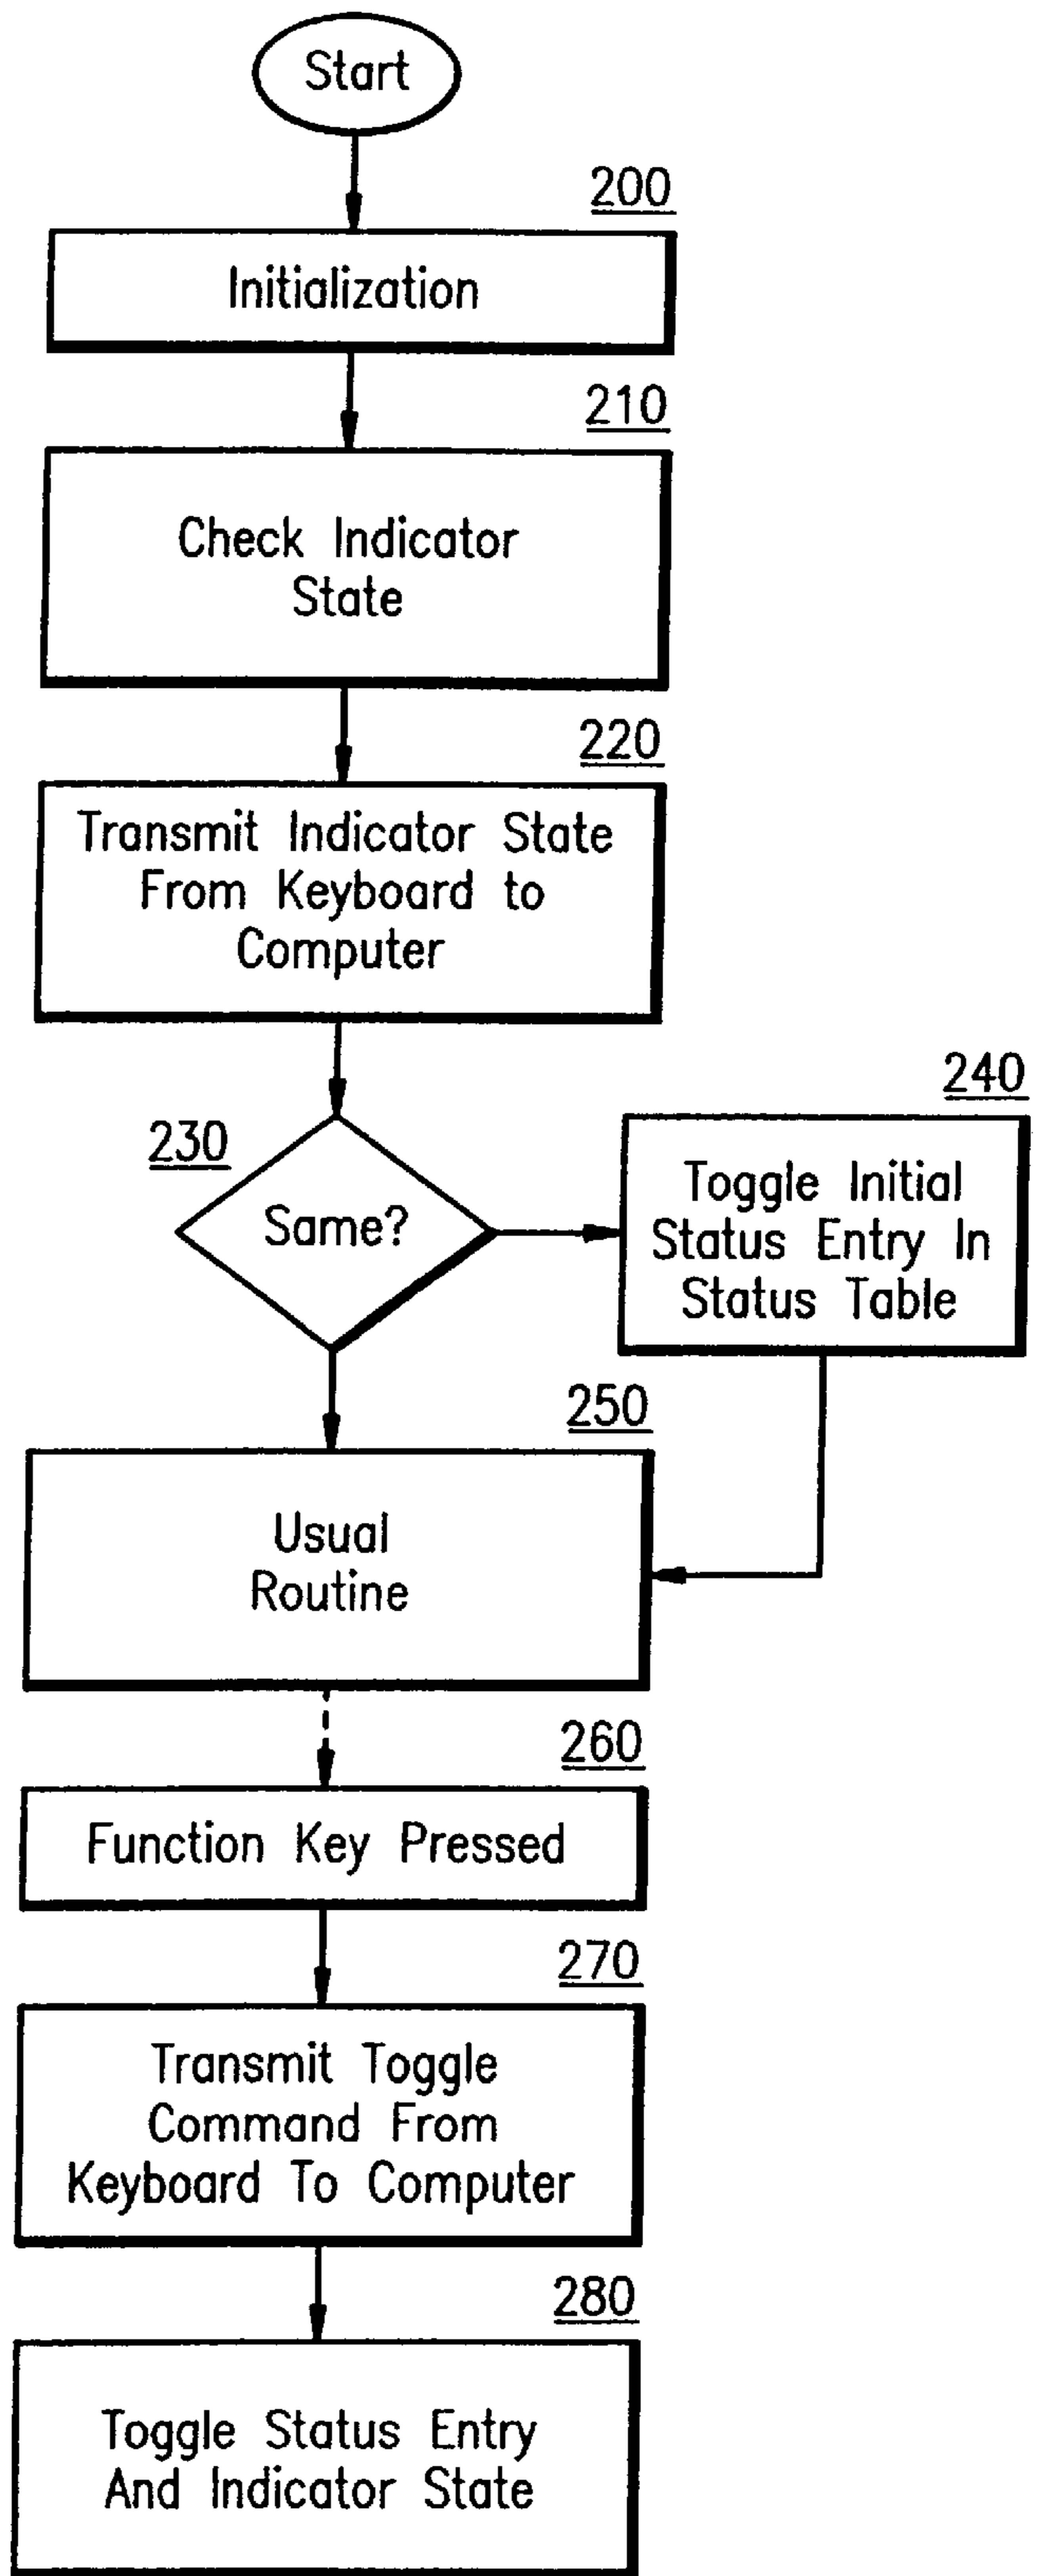 Start
200
Initialization
210
Check Indicator
State
220
Transmit Indicator State
From Keyboard to
Computer
230
Same?
240
Toggle Initial
Status Entry In
Status Table
250
Usual
Routine
260
Function Key Pressed
270
Transmit Toggle
Command From
Keyboard To Computer
280
Toggle Status Entry
And Indicator State